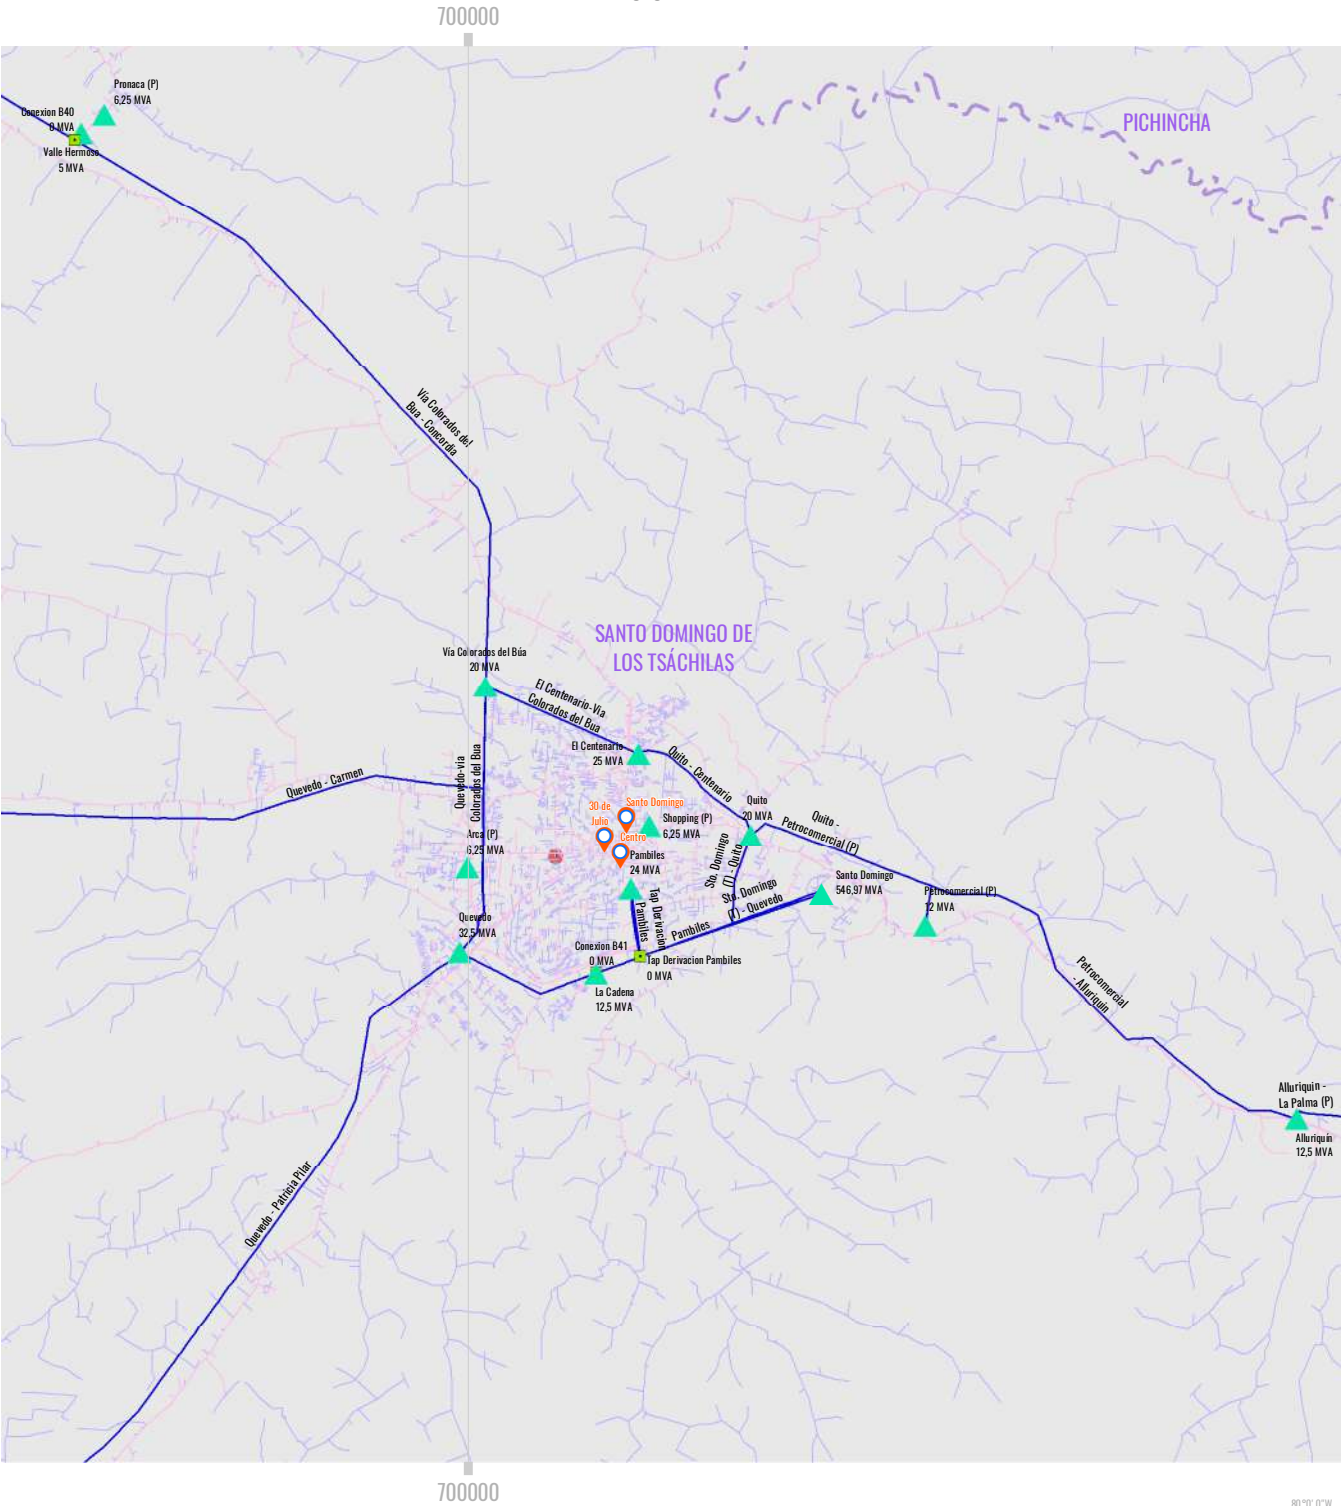 700000
Pronaca (P)
6,25 MVA
Conexion B40
0 MVA
Valle Hermoso
5 MVA
PICHINCHA
Vía Colorados del
Bua - Concordia
SANTO DOMINGO DE
LOS TSÁCHILAS
Vía Colorados del Búa
20 MVA
El Centenario-Via
Colorados del Bua
El Centenario
25 MVA
Quito - Centenario
Quevedo - Carmen
Quevedo-via
Colorados del Bua
30 de
Julio
Santo Domingo
Centro
Shopping (P)
6,25 MVA
Quito
20 MVA
Quito -
Petrocomercial (P)
Arca (P)
6,25 MVA
Pambiles
24 MVA
Sto. Domingo
(T) - Quito
Santo Domingo
546,97 MVA
Sto. Domingo
(T) - Quevedo
Petrocomercial (P)
12 MVA
Tap Derivacion
Pambiles
Pambiles
Quevedo
32,5 MVA
Conexion B41
0 MVA
Tap Derivacion Pambiles
0 MVA
La Cadena
12,5 MVA
Petrocomercial
- Alluriquin
Alluriquin -
La Palma (P)
Alluriquín
12,5 MVA
Quevedo - Patricia Pilar
700000
80°0' 0"W